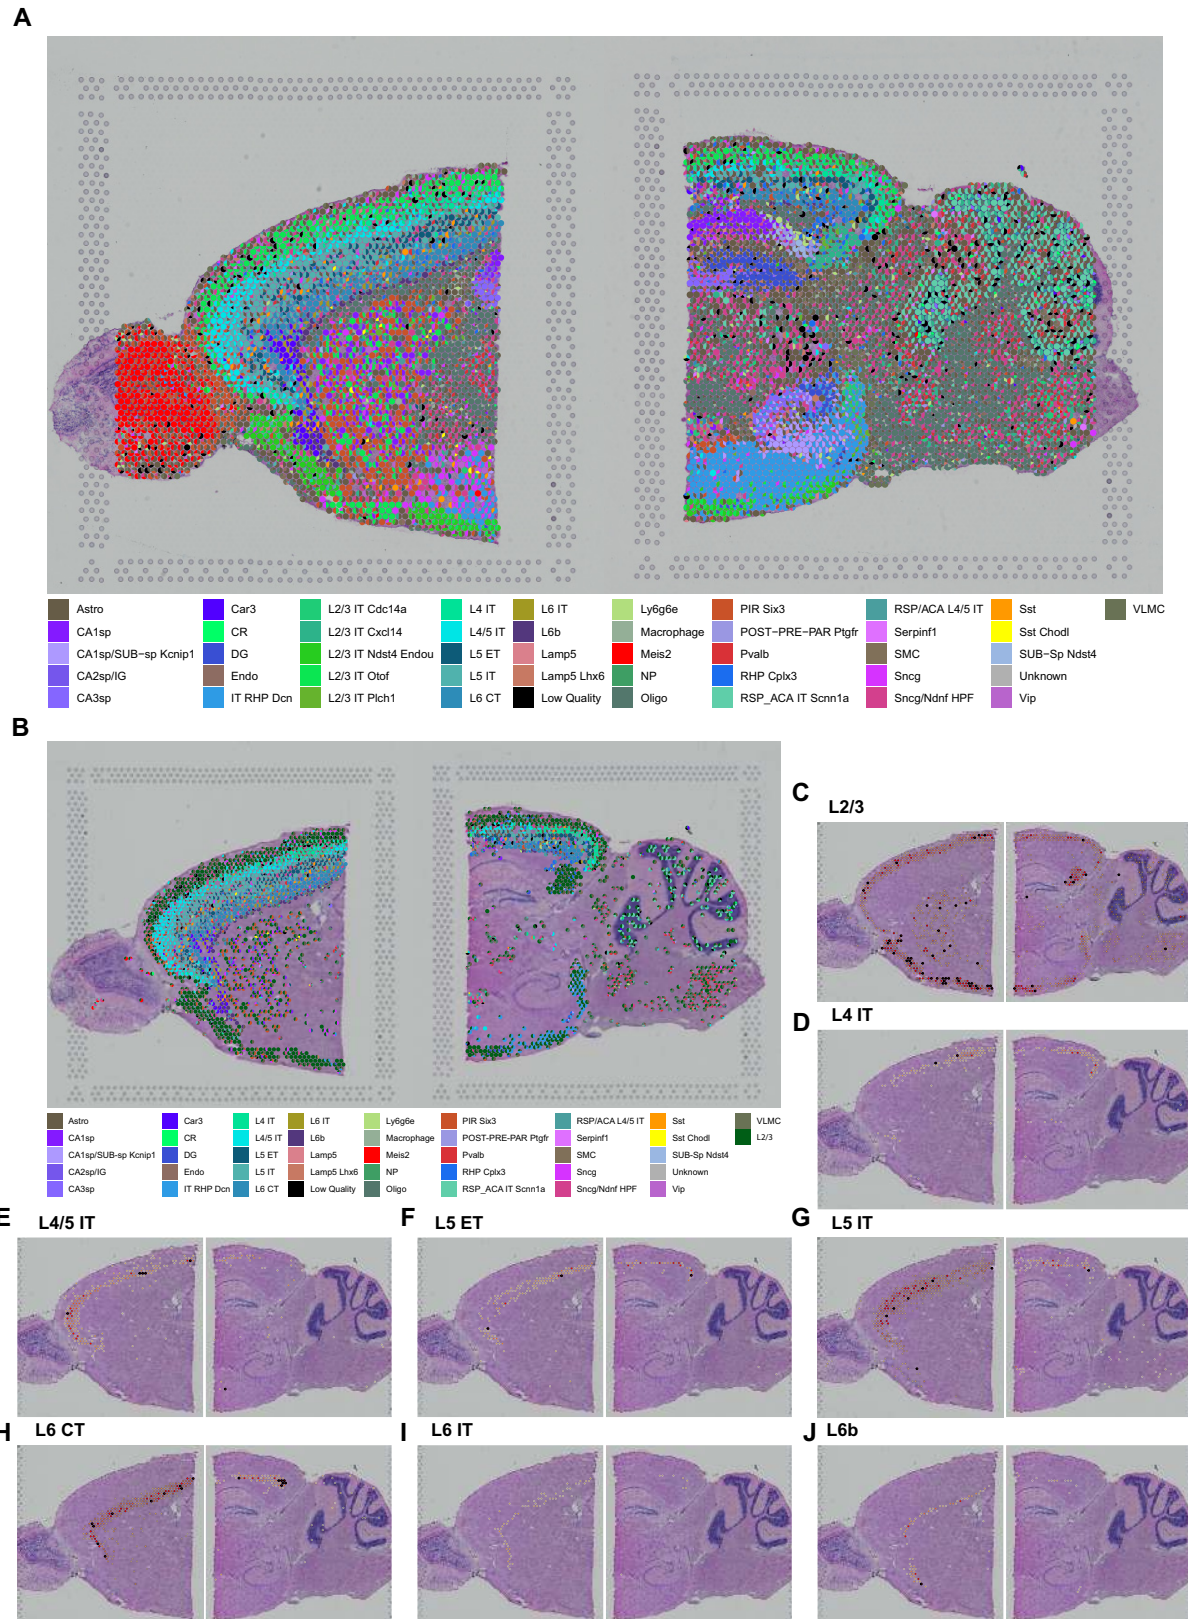 A
Astro
CA1sp
CA1sp/SUB−sp Kcnip1
CA2sp/IG
CA3sp
Car3
CR
DG
Endo
IT RHP Dcn
L2/3 IT Cdc14a
L2/3 IT Cxcl14
L2/3 IT Ndst4 Endou
L2/3 IT Otof
L2/3 IT Plch1
L4 IT
L4/5 IT
L5 ET
L5 IT
L6 CT
L6 IT
L6b
Lamp5
Lamp5 Lhx6
Low Quality
Ly6g6e
Macrophage
Meis2
NP
Oligo
PIR Six3
POST−PRE−PAR Ptgfr
Pvalb
RHP Cplx3
RSP_ACA IT Scnn1a
RSP/ACA L4/5 IT
Serpinf1
SMC
Sncg
Sncg/Ndnf HPF
Sst
Sst Chodl
SUB−Sp Ndst4
Unknown
Vip
VLMC
B
Astro
CA1sp
CA1sp/SUB−sp Kcnip1
CA2sp/IG
CA3sp
Car3
CR
DG
Endo
IT RHP Dcn
L4 IT
L4/5 IT
L5 ET
L5 IT
L6 CT
L6 IT
L6b
Lamp5
Lamp5 Lhx6
Low Quality
Ly6g6e
Macrophage
Meis2
NP
Oligo
PIR Six3
POST−PRE−PAR Ptgfr
Pvalb
RHP Cplx3
RSP_ACA IT Scnn1a
RSP/ACA L4/5 IT
Serpinf1
SMC
Sncg
Sncg/Ndnf HPF
Sst
Sst Chodl
SUB−Sp Ndst4
Unknown
Vip
VLMC
L2/3
C
L2/3
D
L4 IT
E
L4/5 IT
F
L5 ET
G
L5 IT
H
L6 CT
I
L6 IT
J
L6b